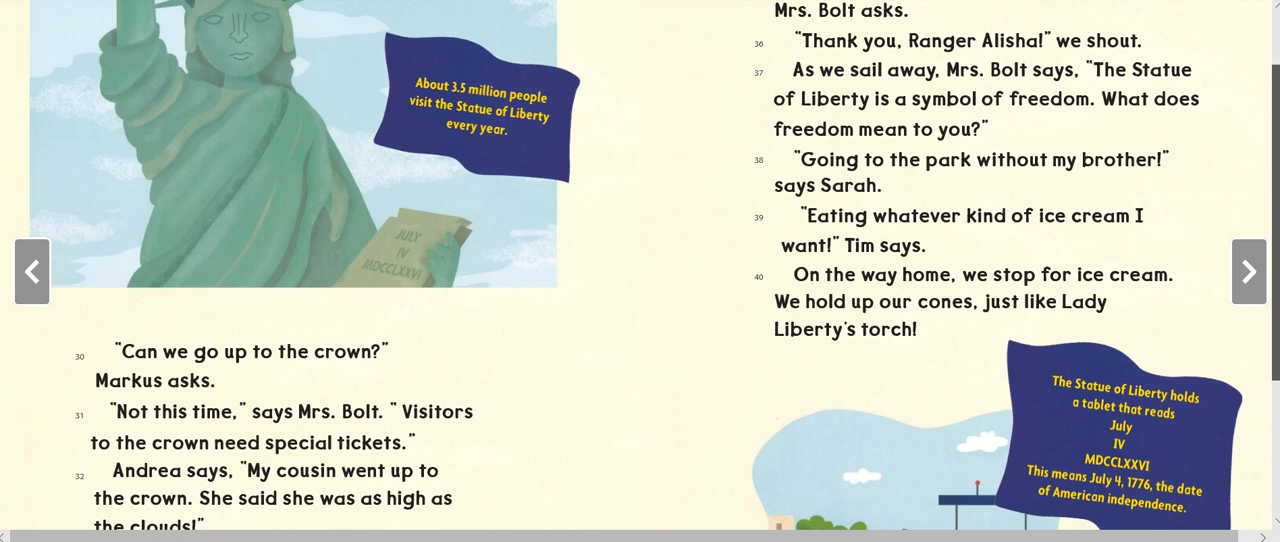 About 3.5 million people
visit the Statue of Liberty
every year.
JULY
IV
MDCCLXXVI
30
“Can we go up to the crown?”
Markus asks.
31
“Not this time,” says Mrs. Bolt. “ Visitors
to the crown need special tickets.”
32
Andrea says, “My cousin went up to
the crown. She said she was as high as
the clouds!”
Mrs. Bolt asks.
36
“Thank you, Ranger Alisha!” we shout.
37
As we sail away, Mrs. Bolt says, “The Statue
of Liberty is a symbol of freedom. What does
freedom mean to you?”
38
“Going to the park without my brother!”
says Sarah.
39
“Eating whatever kind of ice cream I
want!” Tim says.
40
On the way home, we stop for ice cream.
We hold up our cones, just like Lady
Liberty’s torch!
The Statue of Liberty holds
a tablet that reads
July
IV
MDCCLXXVI
This means July 4, 1776, the date
of American independence.